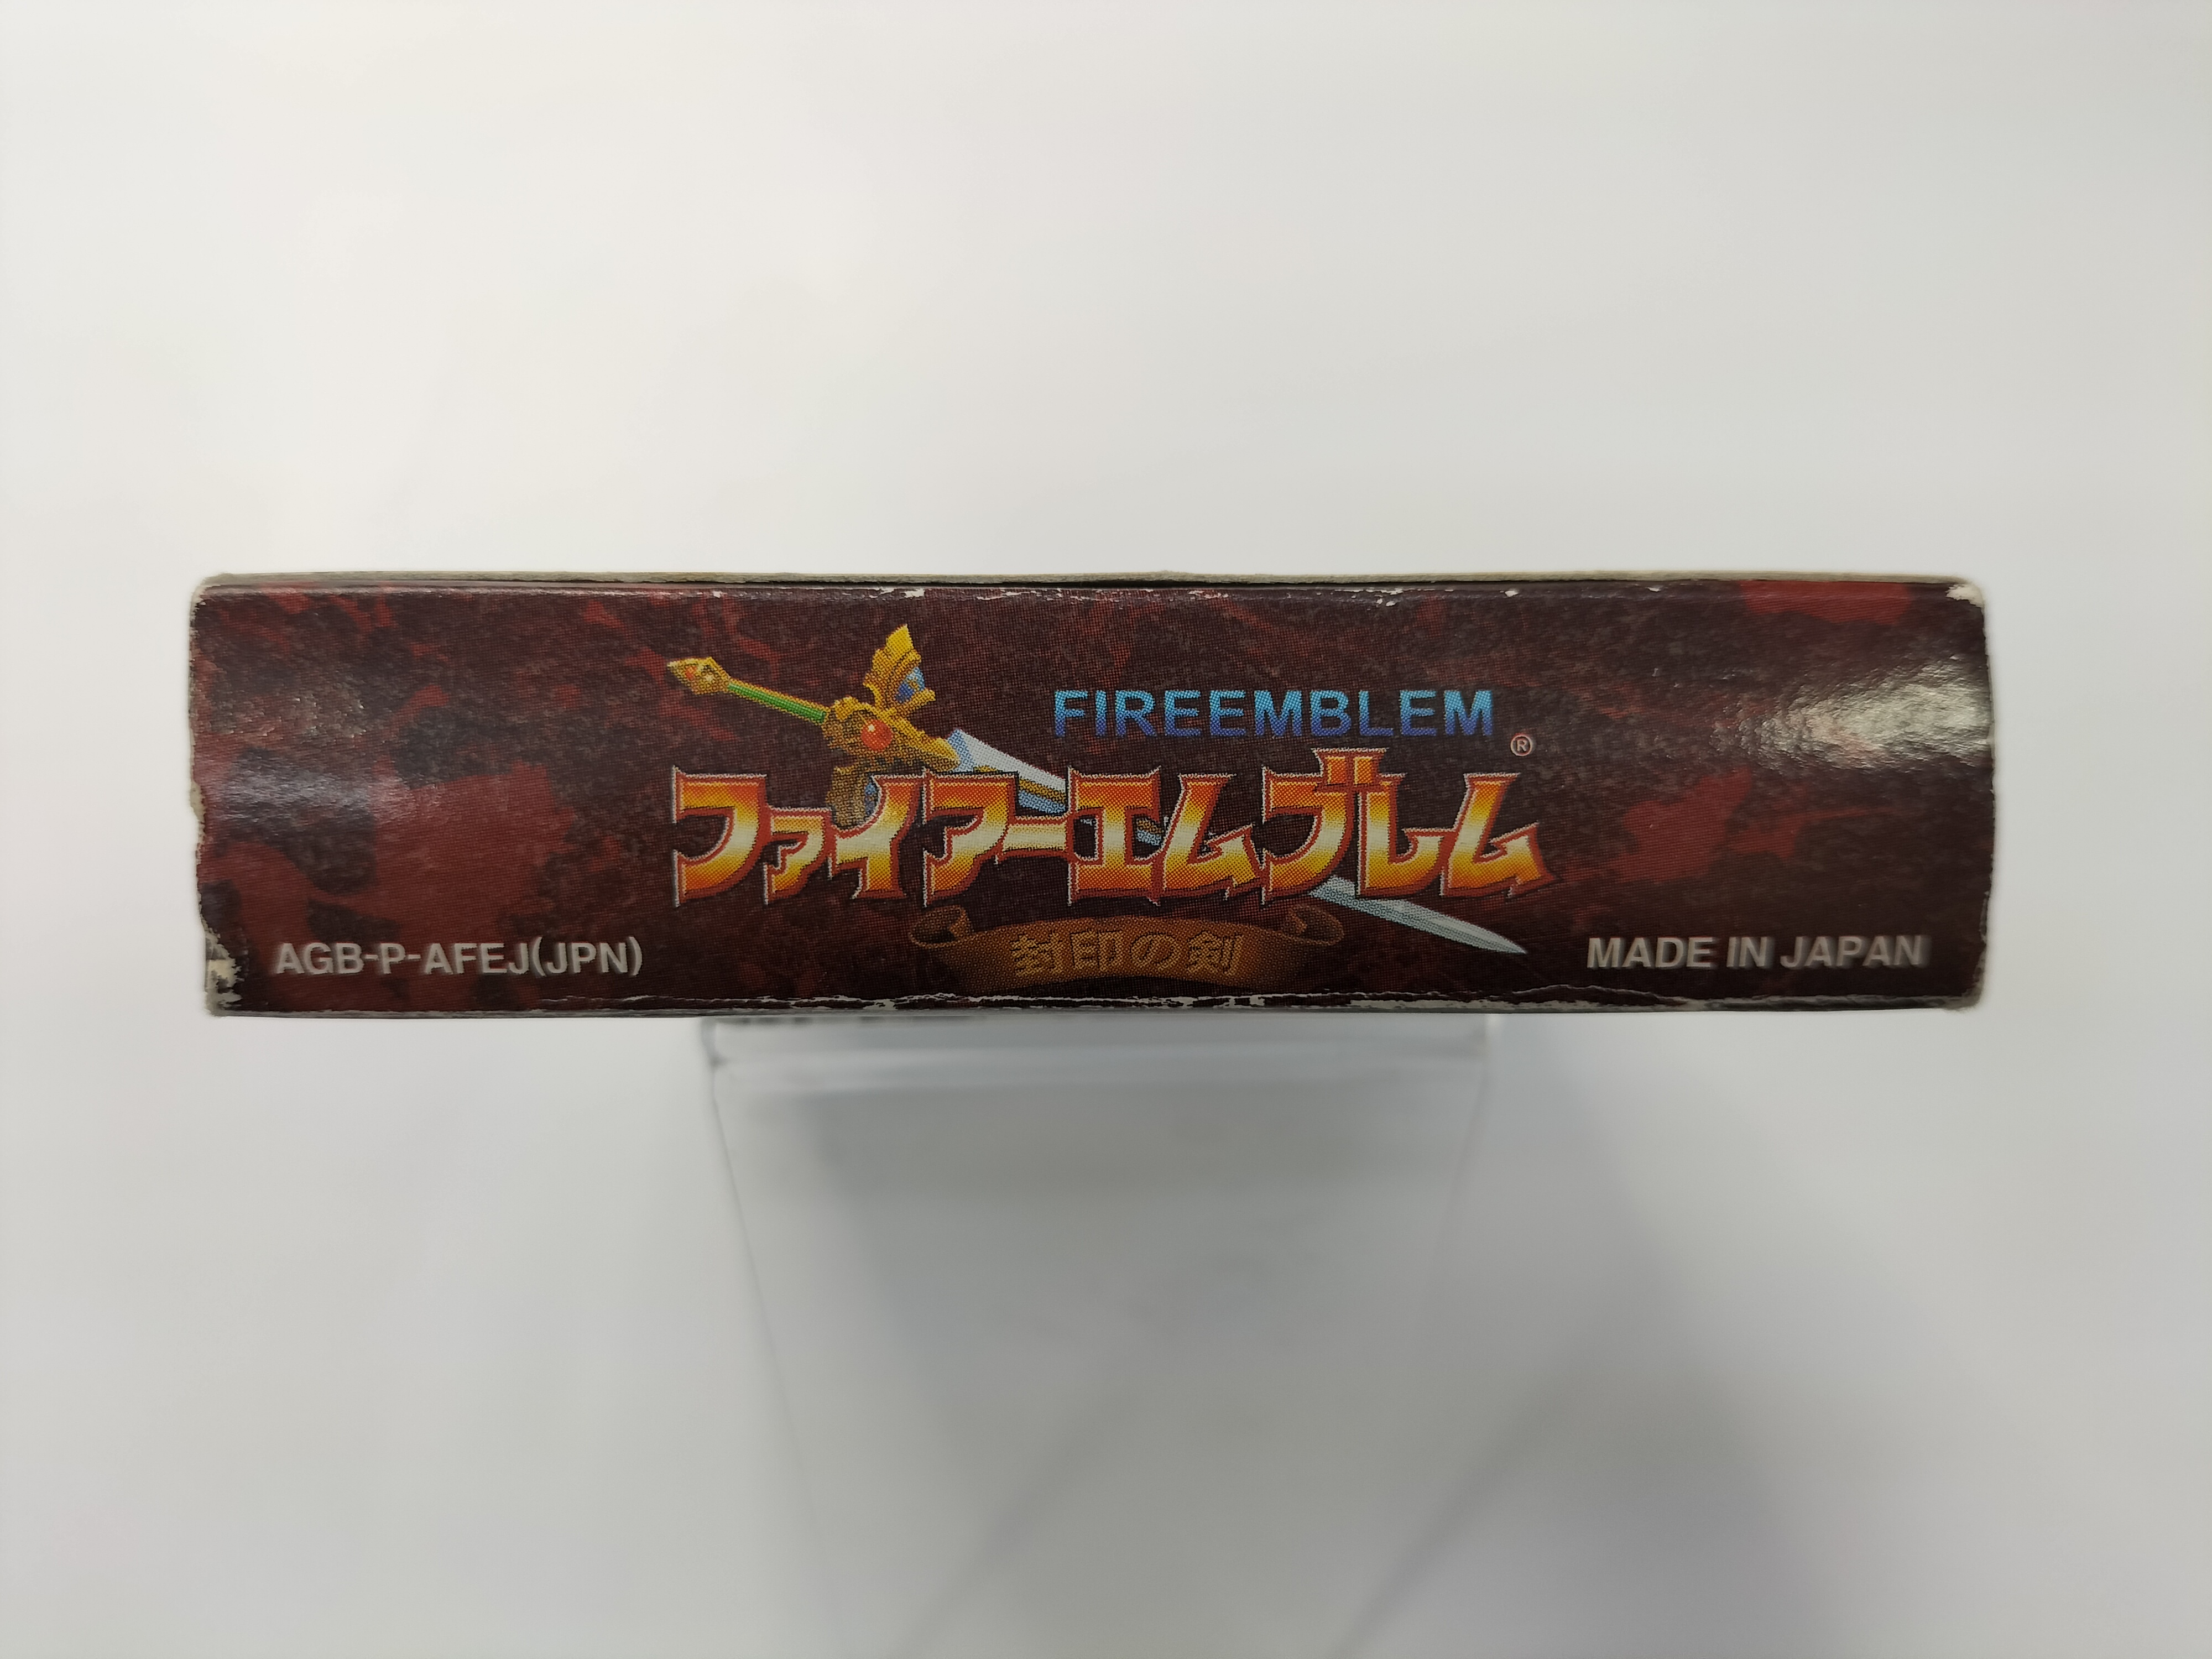 FIREEMBLEM
ファイアーエムブレム®
封印の剣
AGB-P-AFEJ(JPN)
MADE IN JAPAN